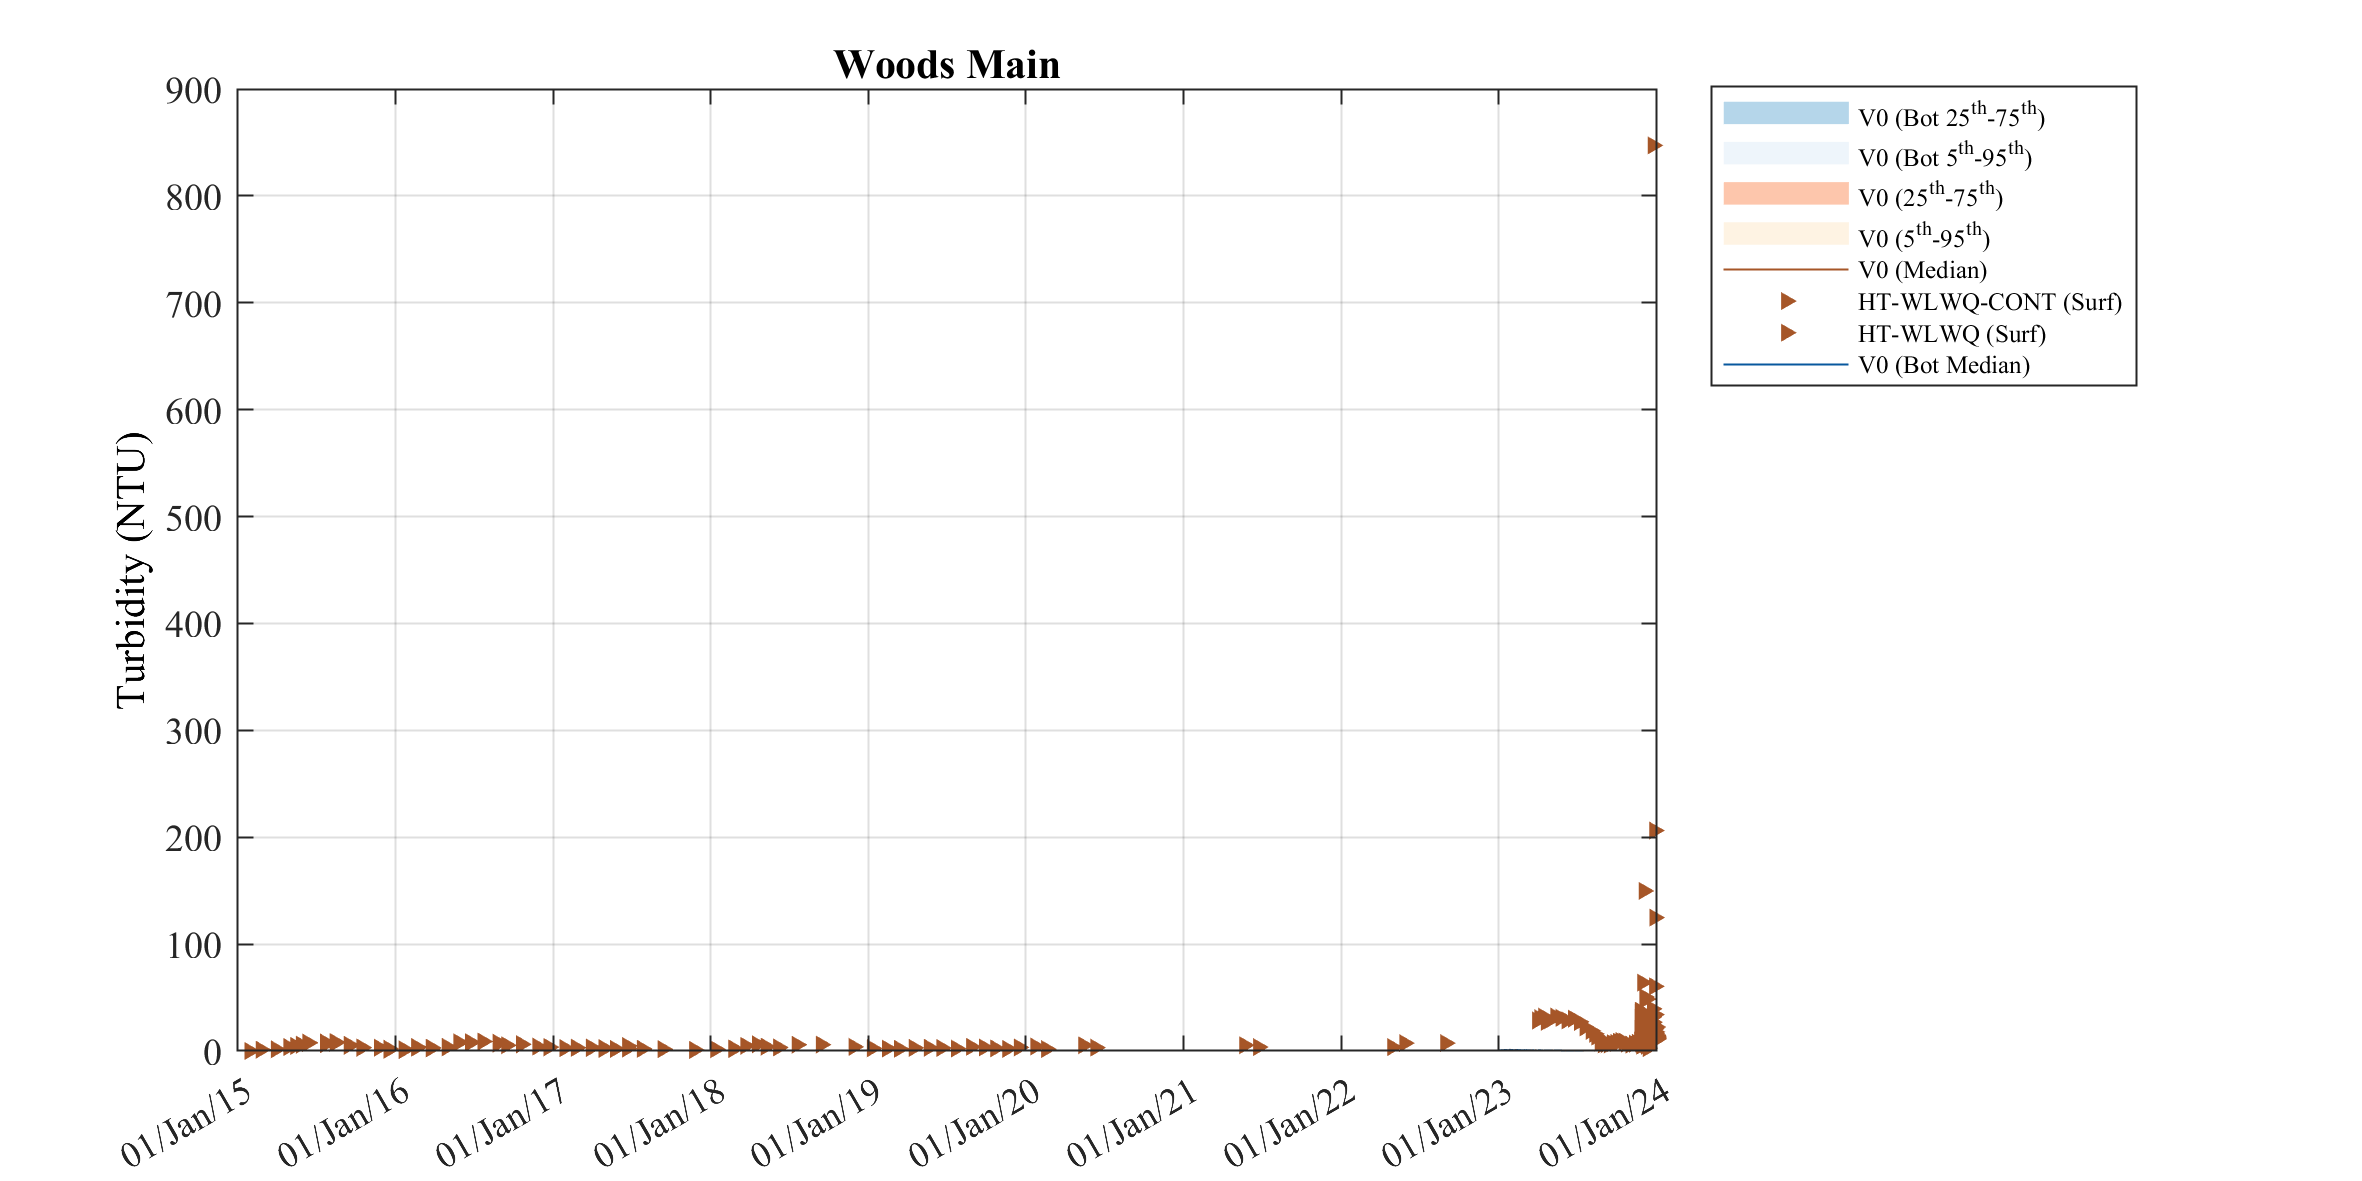 Woods Main
900
800
700
600
500
400
300
200
100
0
Turbidity (NTU)
01/Jan/15
01/Jan/16
01/Jan/17
01/Jan/18
01/Jan/19
01/Jan/20
01/Jan/21
01/Jan/22
01/Jan/23
01/Jan/24
V0 (Bot 25th-75th)
V0 (Bot 5th-95th)
V0 (25th-75th)
V0 (5th-95th)
V0 (Median)
HT-WLWQ-CONT (Surf)
HT-WLWQ (Surf)
V0 (Bot Median)